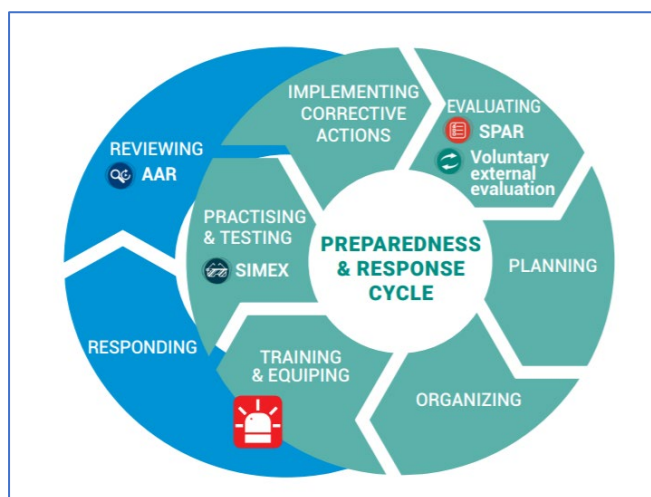 IMPLEMENTING
CORRECTIVE
ACTIONS
EVALUATING
SPAR
Voluntary
external
evaluation
REVIEWING
AAR
PRACTISING
& TESTING
SIMEX
PREPAREDNESS
& RESPONSE
CYCLE
PLANNING
RESPONDING
TRAINING
& EQUIPING
ORGANIZING